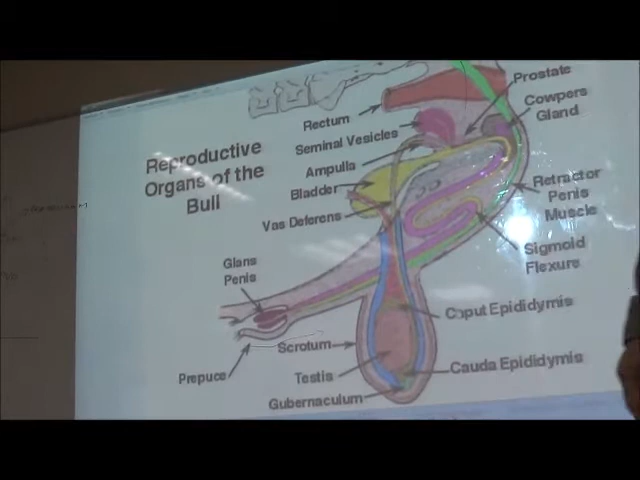 Reproductive
Organs of the
Bull
Rectum
Seminal Vesicles
Ampulla
Bladder
Vas Deferens
Prostate
Cowpers
Gland
Retractor
Penis
Muscle
Sigmoid
Flexure
Glans
Penis
Prepuce
Scrotum
Testis
Gubernaculum
Caput Epididymis
Cauda Epididymis